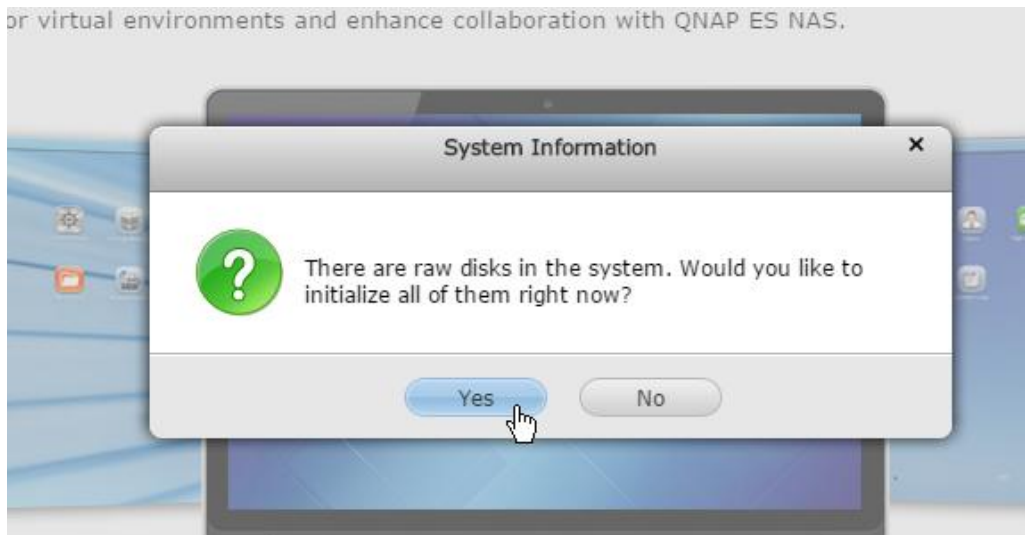 or virtual environments and enhance collaboration with QNAP ES NAS.
System Information
There are raw disks in the system. Would you like to
initialize all of them right now?
Yes
No